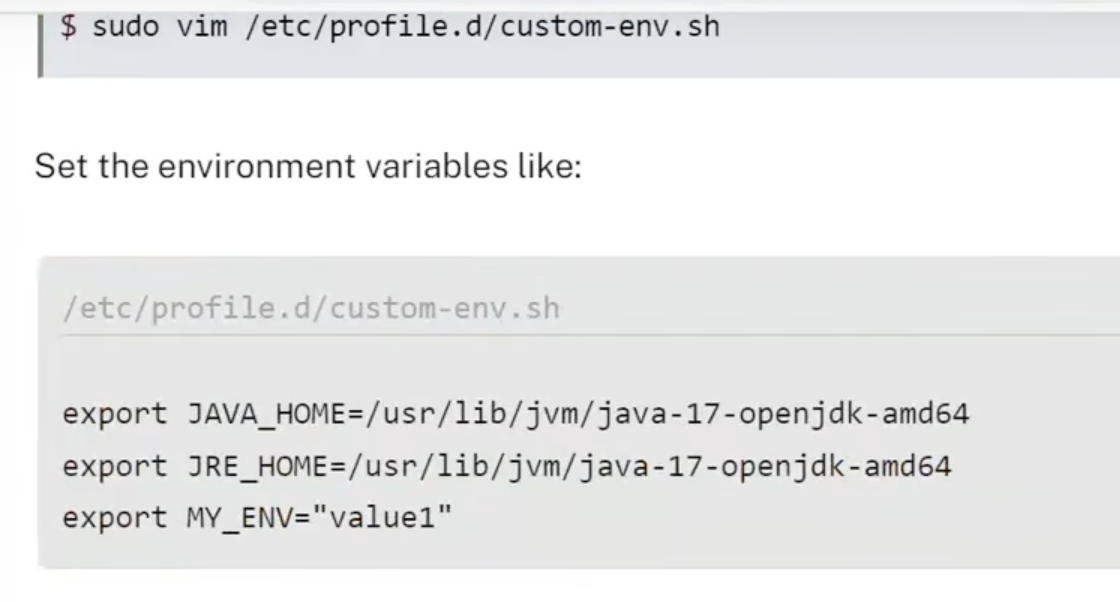 $ sudo vim /etc/profile.d/custom-env.sh
Set the environment variables like:
/etc/profile.d/custom-env.sh
export JAVA_HOME=/usr/lib/jvm/java-17-openjdk-amd64
export JRE_HOME=/usr/lib/jvm/java-17-openjdk-amd64
export MY_ENV="value1"